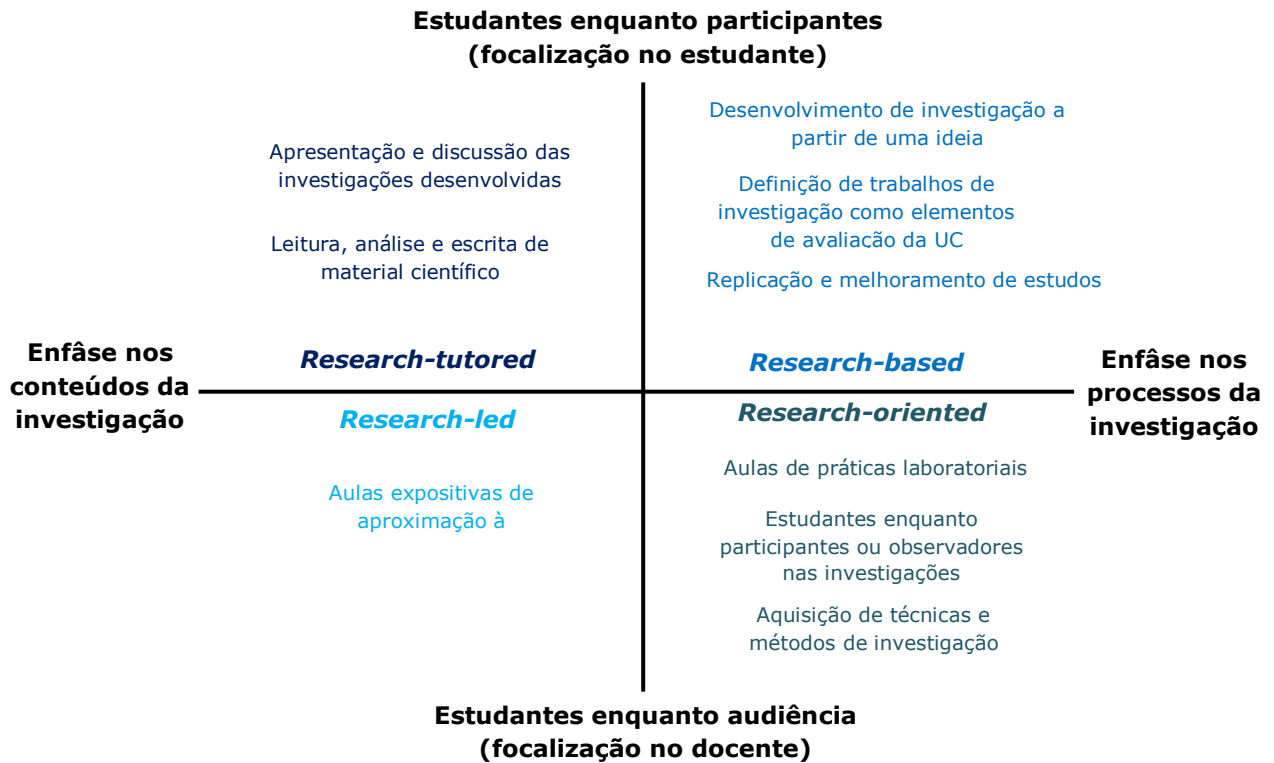 Estudantes enquanto participantes
(focalização no estudante)
Apresentação e discussão das
investigações desenvolvidas
Leitura, análise e escrita de
material científico
Desenvolvimento de investigação a
partir de uma ideia
Definição de trabalhos de
investigação como elementos
de avaliacão da UC
Replicação e melhoramento de estudos
Enfâse nos
conteúdos da
investigação
Research-tutored
Research-based
Enfâse nos
processos da
investigação
Research-led
Research-oriented
Aulas expositivas de
aproximação à
Aulas de práticas laboratoriais
Estudantes enquanto
participantes ou observadores
nas investigações
Aquisição de técnicas e
métodos de investigação
Estudantes enquanto audiência
(focalização no docente)